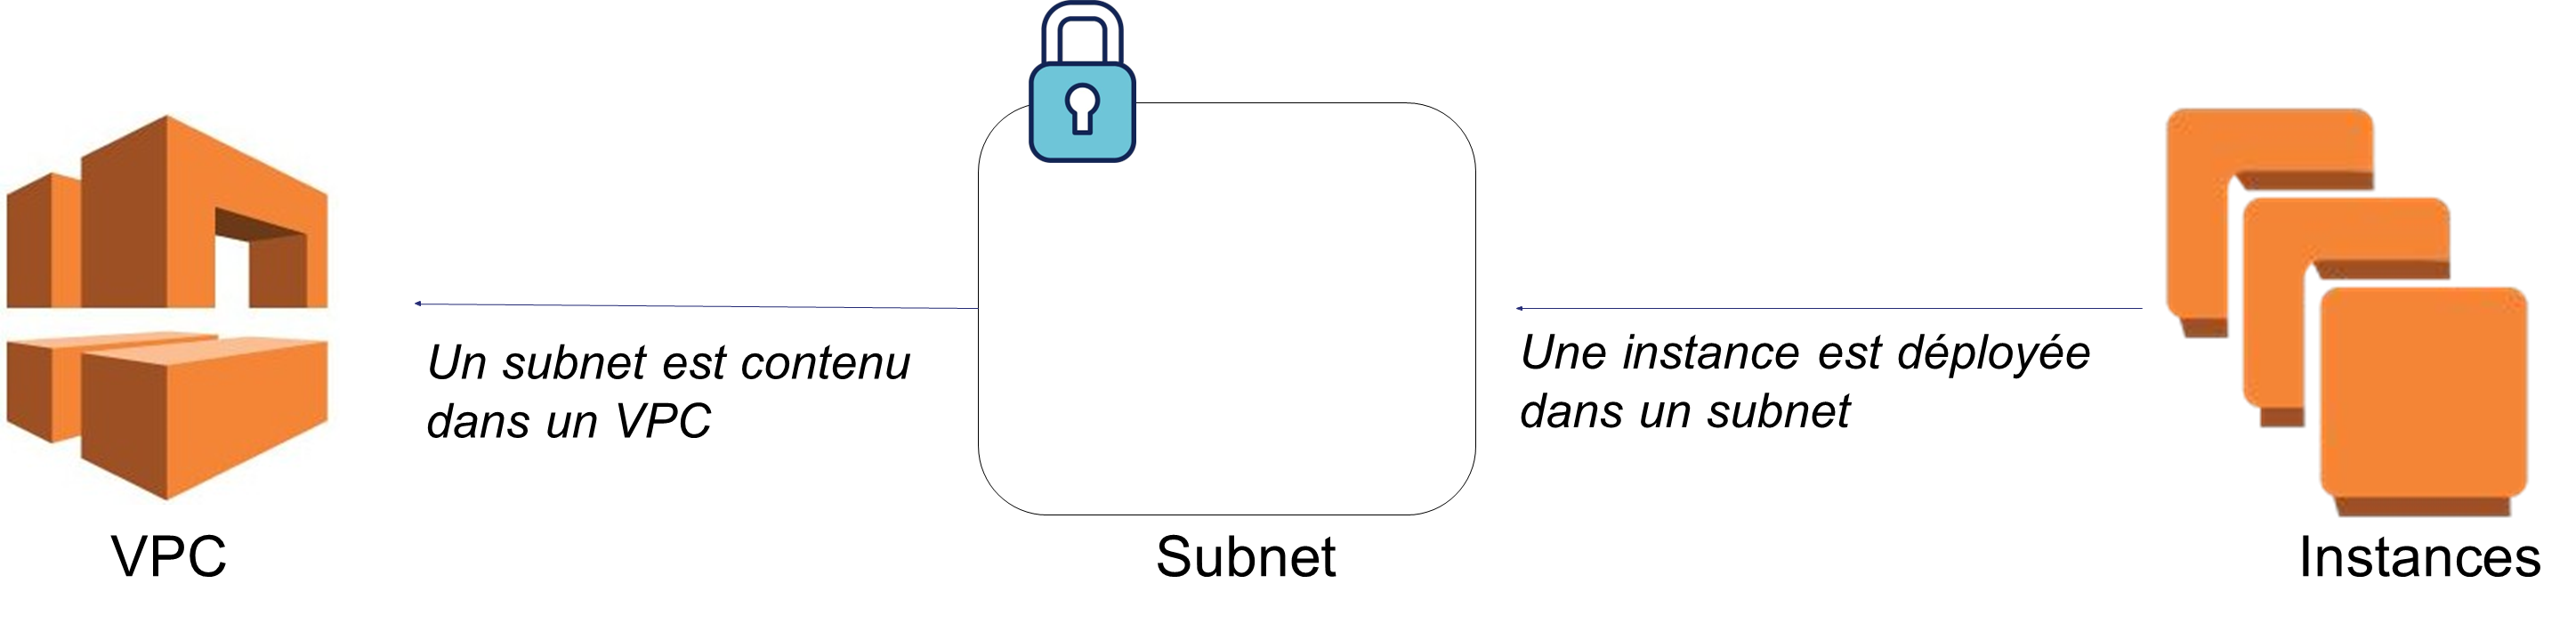 Un subnet est contenu
dans un VPC
Une instance est déployée
dans un subnet
VPC
Subnet
Instances